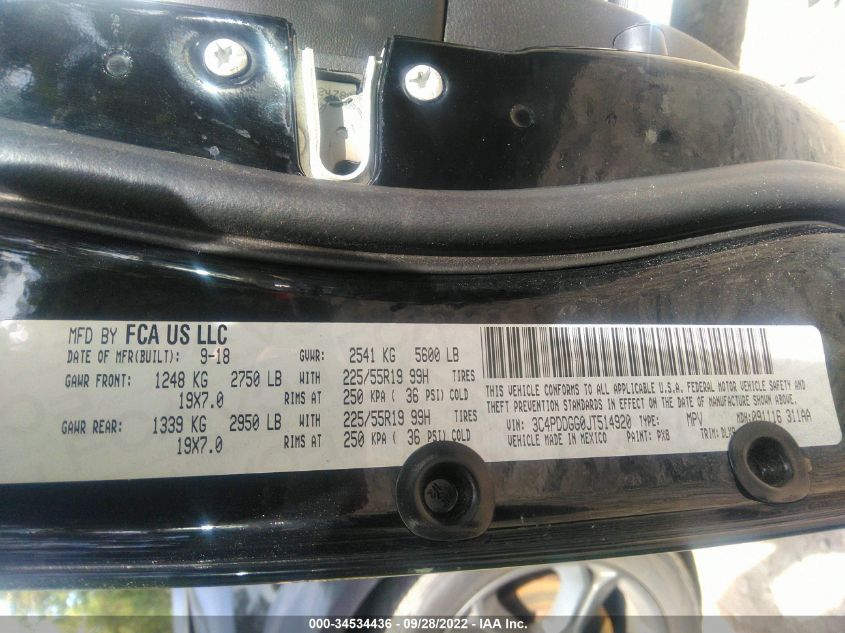 MFD BY FCA US LLC
DATE OF MFR(BUILT): 9-18 GVWR: 2541 KG 5600 LB
GAWR FRONT: 1248 KG 2750 LB WITH 225/55R19 99H TIRES
19X7.0 RIMS AT 250 KPA ( 36 PSI) COLD
GAWR REAR: 1339 KG 2950 LB WITH 225/55R19 99H TIRES
19X7.0 RIMS AT 250 KPA ( 36 PSI) COLD
THIS VEHICLE CONFORMS TO ALL APPLICABLE U.S.A. FEDERAL MOTOR VEHICLE SAFETY AND
THEFT PREVENTION STANDARDS IN EFFECT ON THE DATE OF MANUFACTURE SHOWN ABOVE.
VIN: 3C4PDDGG0JT514920 TYPE: MPV MDH: 091116 311AA
VEHICLE MADE IN MEXICO PAINT: PX8 TRIM:
000-34534436 - 09/28/2022 - IAA Inc.